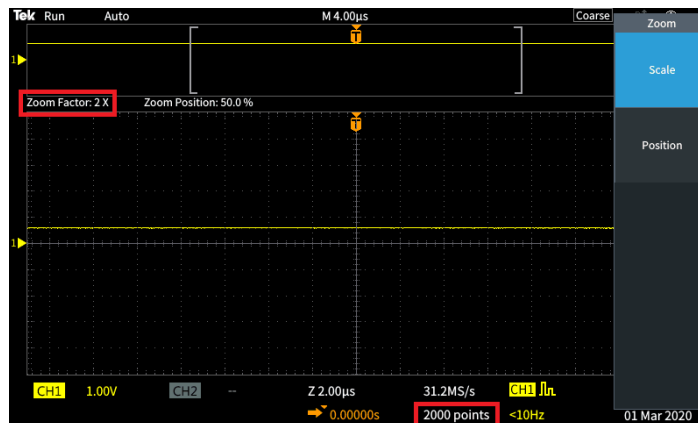 Tek Run Auto M 4.00µs Coarse
Zoom
T
1
Scale
Zoom Factor: 2 X Zoom Position: 50.0 %
T
Position
1
CH1 1.00V CH2 -- Z 2.00µs 31.2MS/s CH1
0.00000s 2000 points <10Hz 01 Mar 2020